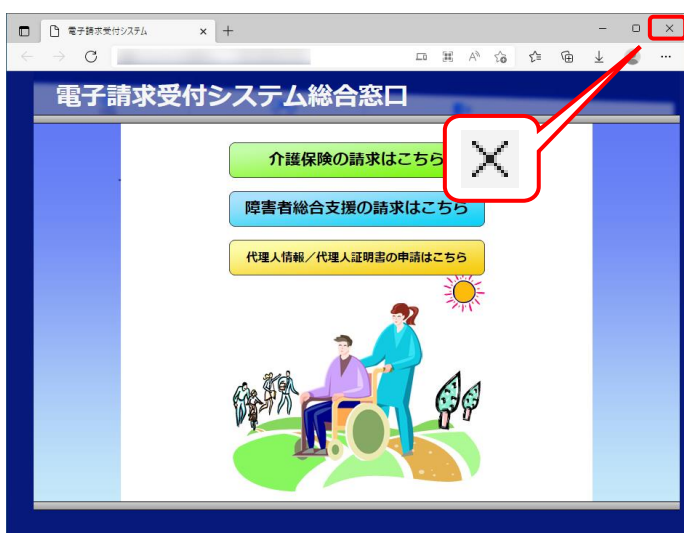 電子請求受付システム
電子請求受付システム総合窓口
介護保険の請求はこちら
障害者総合支援の請求はこちら
代理人情報／代理人証明書の申請はこちら